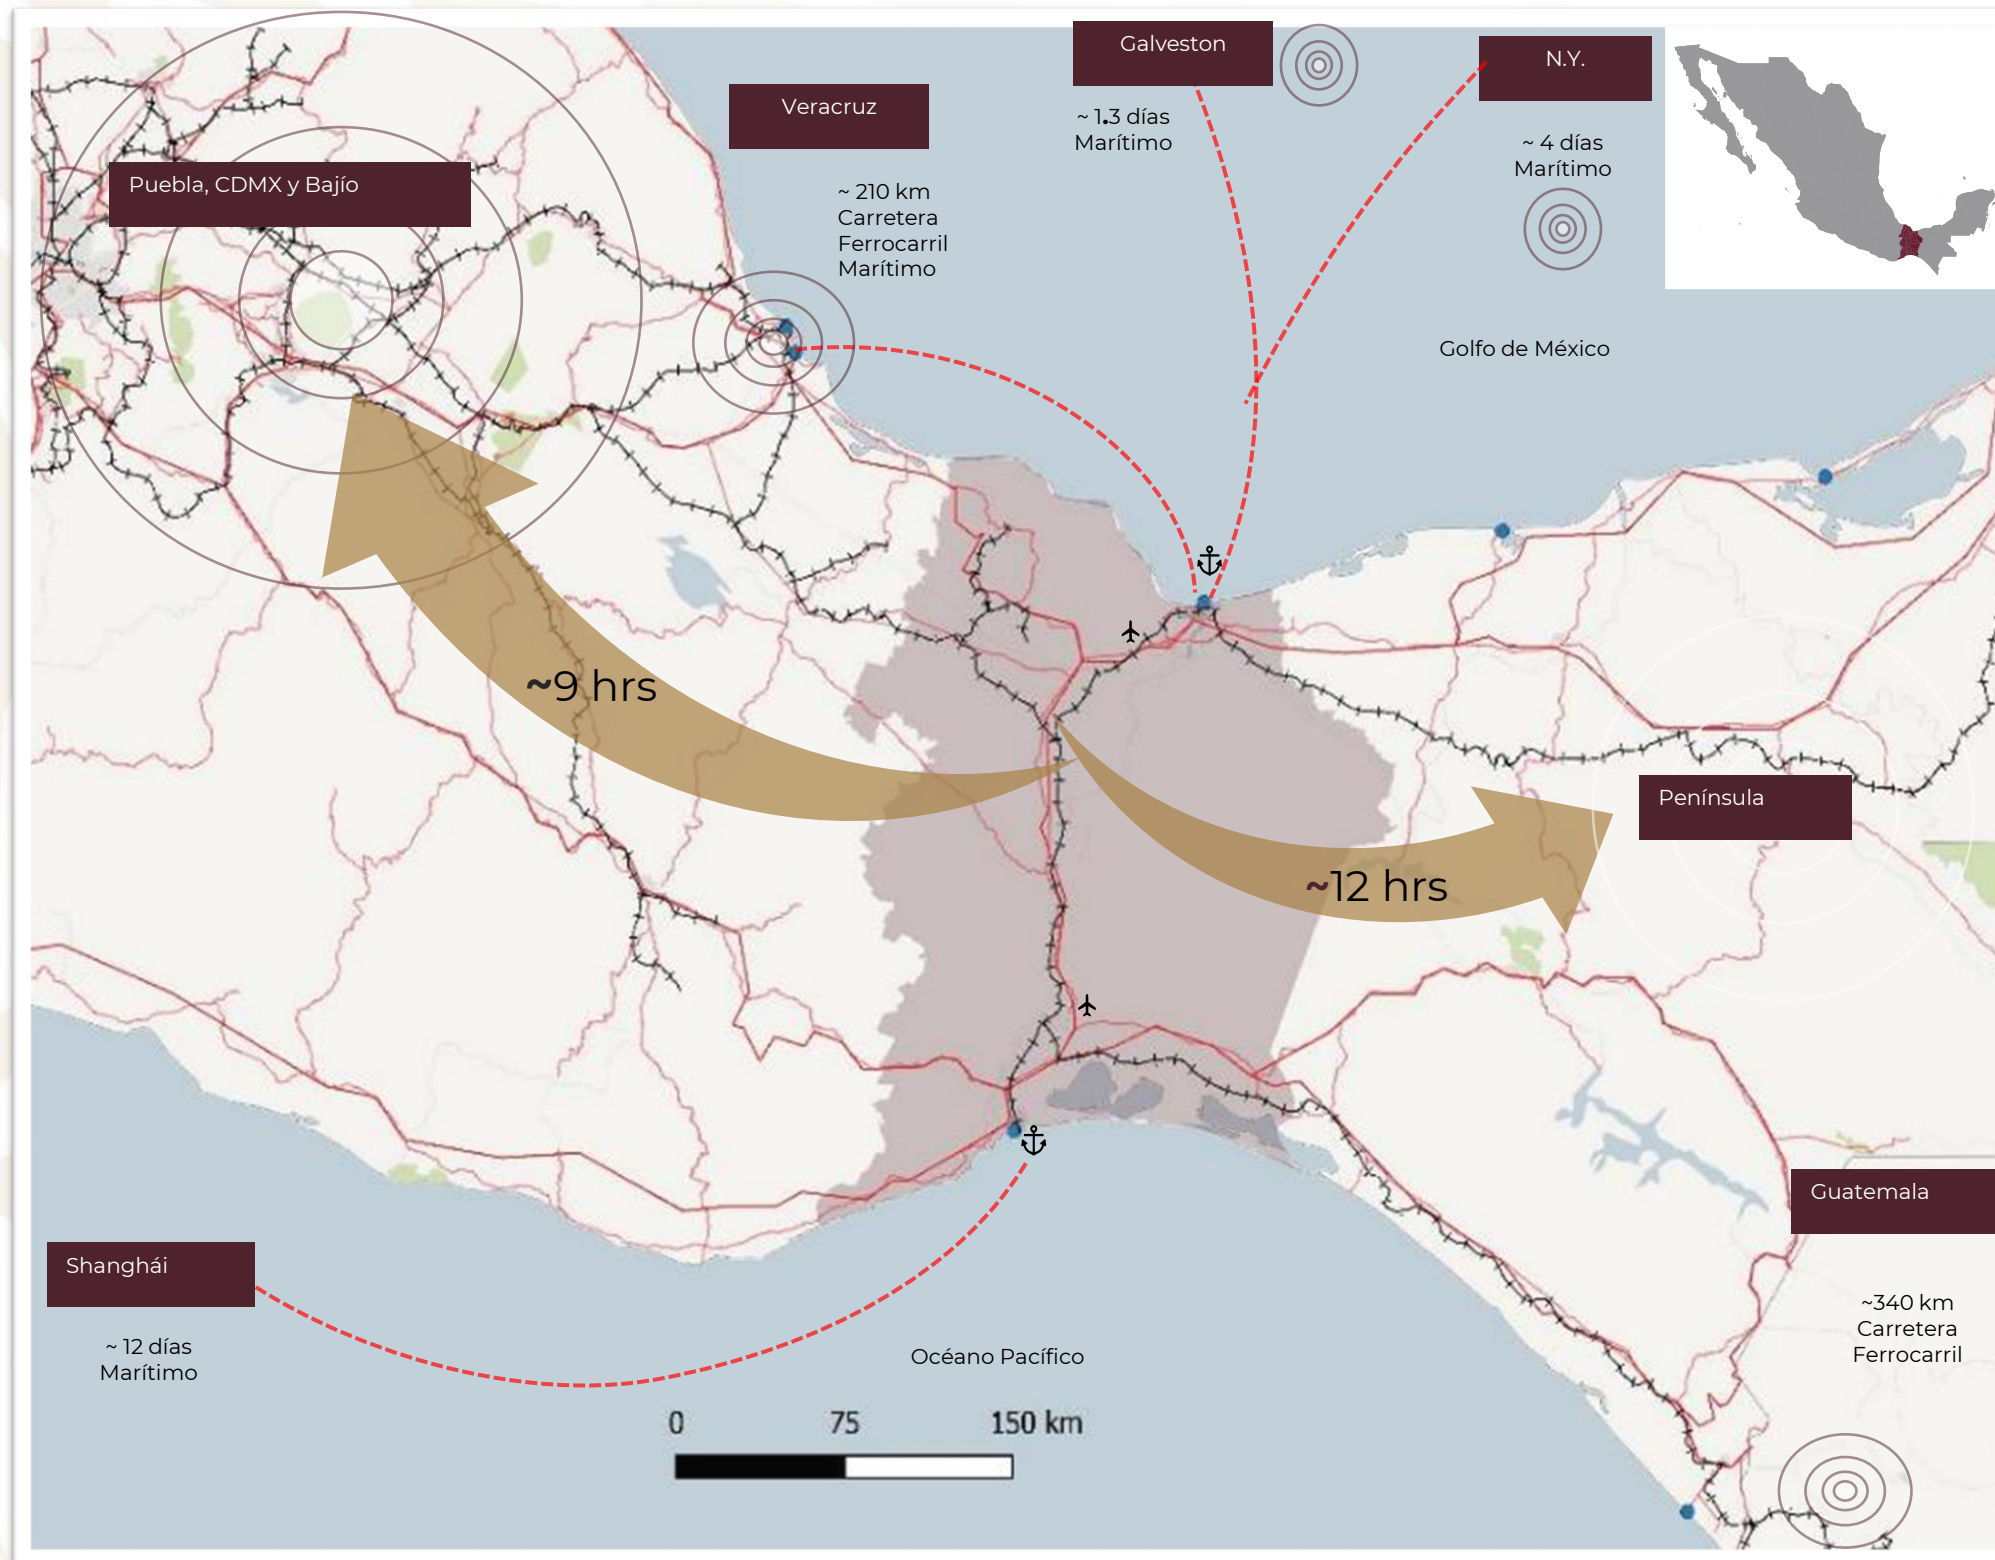 Galveston
~ 1.3 días
Marítimo
N.Y.
~ 4 días
Marítimo
Veracruz
~ 210 km
Carretera
Ferrocarril
Marítimo
Puebla, CDMX y Bajío
Golfo de México
~9 hrs
Península
~12 hrs
Guatemala
~340 km
Carretera
Ferrocarril
Shanghái
~ 12 días
Marítimo
Océano Pacífico
0 75 150 km